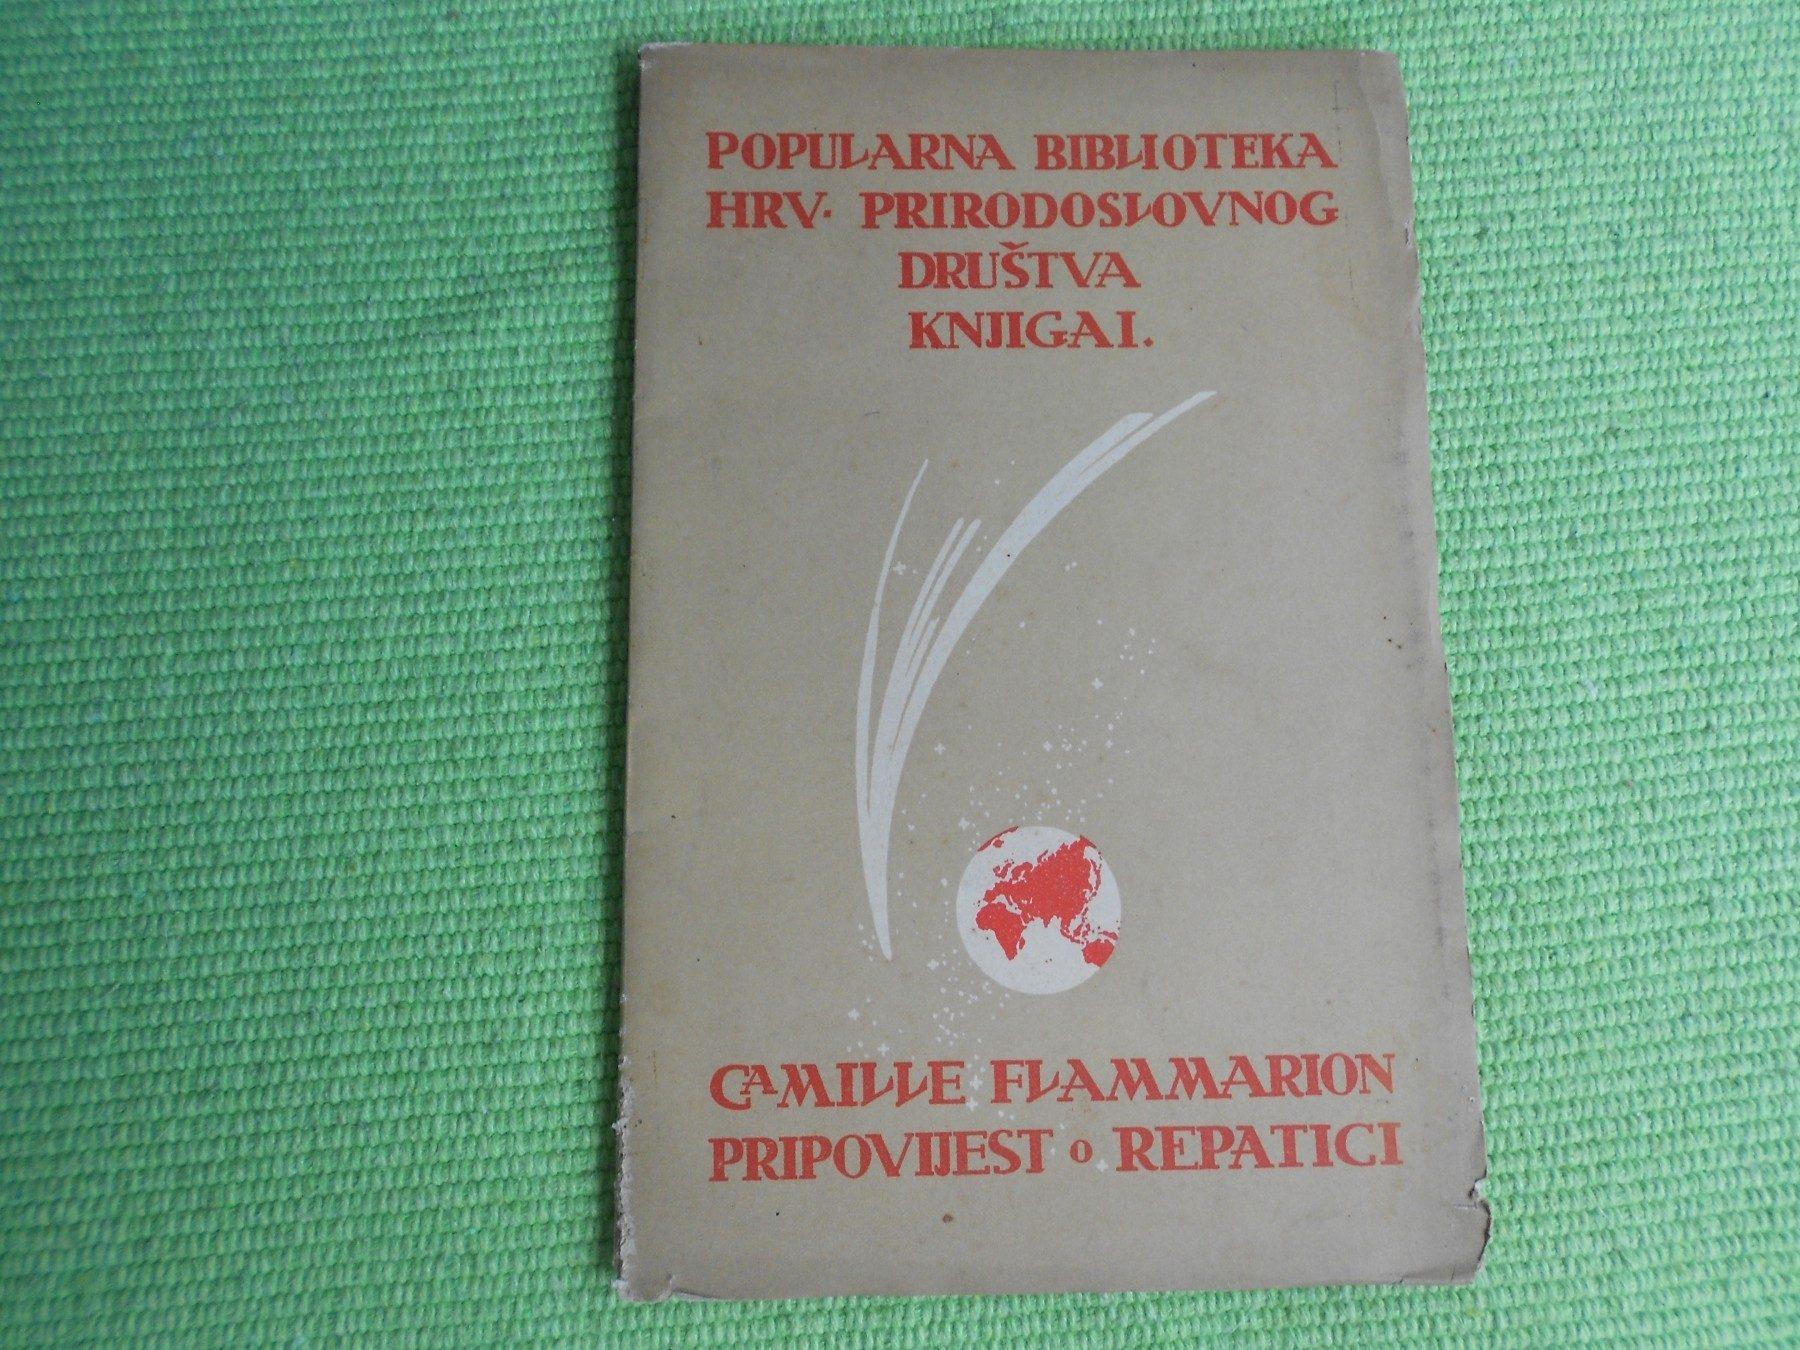 POPULARNA BIBLIOTEKA
HRV. PRIRODOSLOVNOG
DRUŠTVA
KNJIGA I.
CAMILLE FLAMMARION
PRIPOVIJEST o REPATICI